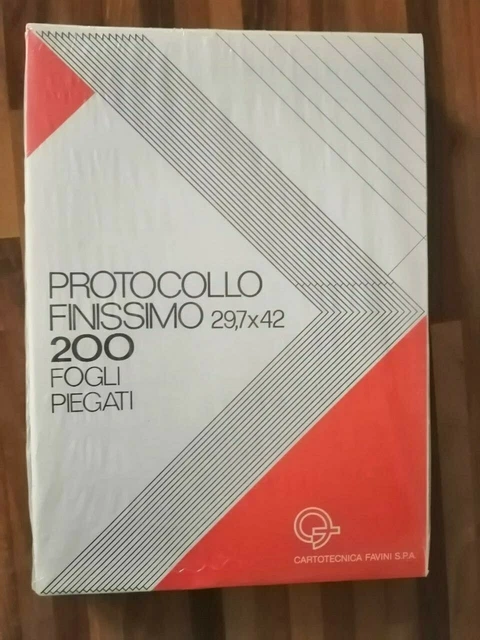 PROTOCOLLO
FINISSIMO 29,7x42
200
FOGLI
PIEGATI
CARTOTECNICA FAVINI S.P.A.